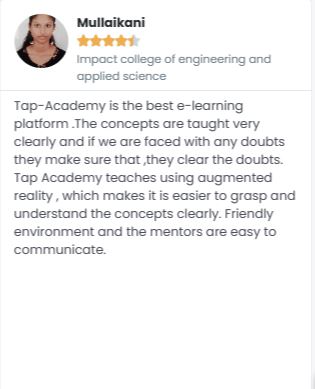 Mullaikani
Impact college of engineering and
applied science
Tap-Academy is the best e-learning
platform .The concepts are taught very
clearly and if we are faced with any doubts
they make sure that ,they clear the doubts.
Tap Academy teaches using augmented
reality , which makes it is easier to grasp and
understand the concepts clearly. Friendly
environment and the mentors are easy to
communicate.